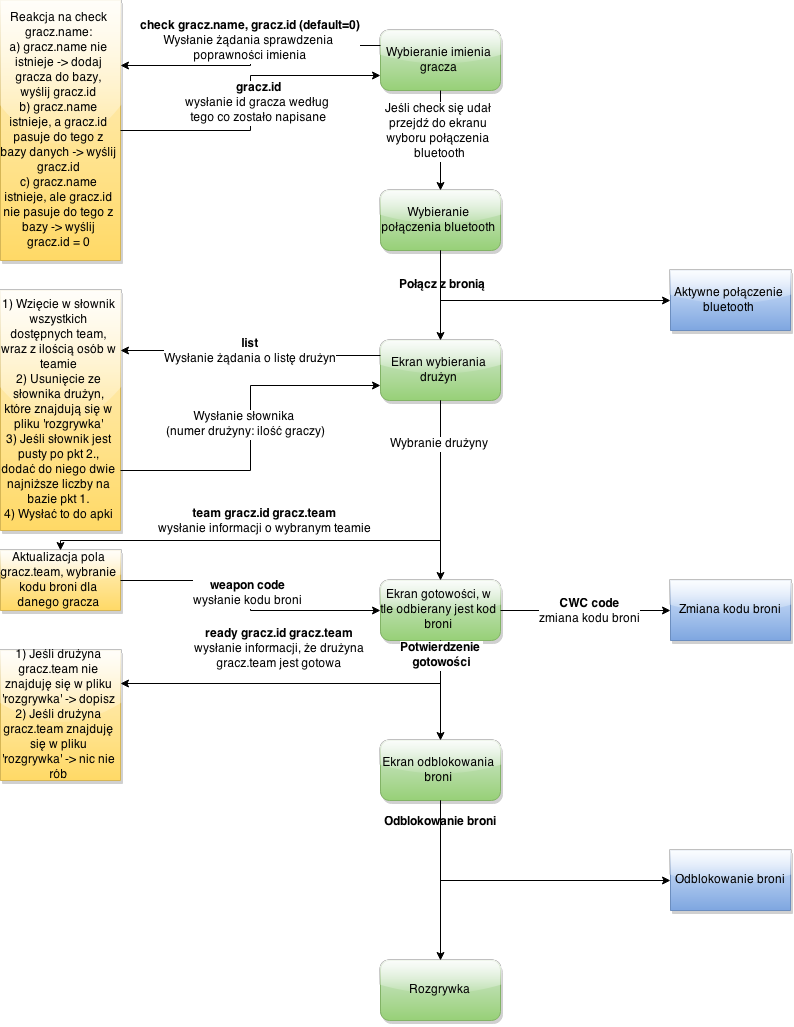 Reakcja na check
gracz.name:
a) gracz.name nie
istnieje -> dodaj
gracza do bazy,
wyślij gracz.id
b) gracz.name
istnieje, a gracz.id
pasuje do tego z
bazy danych -> wyślij
gracz.id
c) gracz.name
istnieje, ale gracz.id
nie pasuje do tego z
bazy -> wyślij
gracz.id = 0
check gracz.name, gracz.id (default=0)
Wysłanie żądania sprawdzenia
poprawności imienia
gracz.id
wysłanie id gracza według
tego co zostało napisane
Wybieranie imienia
gracza
Jeśli check się udał
przejdź do ekranu
wyboru połączenia
bluetooth
Wybieranie
połączenia bluetooth
Połącz z bronią
Aktywne połączenie
bluetooth
1) Wzięcie w słownik
wszystkich
dostępnych team,
wraz z ilością osób w
teamie
2) Usunięcie ze
słownika drużyn,
które znajdują się w
pliku 'rozgrywka'
3) Jeśli słownik jest
pusty po pkt 2.,
dodać do niego dwie
najniższe liczby na
bazie pkt 1.
4) Wysłać to do apki
list
Wysłanie żądania o listę drużyn
Ekran wybierania
drużyn
Wysłanie słownika
(numer drużyny: ilość graczy)
Wybranie drużyny
team gracz.id gracz.team
wysłanie informacji o wybranym teamie
Aktualizacja pola
gracz.team, wybranie
kodu broni dla
danego gracza
weapon code
wysłanie kodu broni
Ekran gotowości, w
tle odbierany jest kod
broni
CWC code
zmiana kodu broni
Zmiana kodu broni
ready gracz.id gracz.team
wysłanie informacji, że drużyna
gracz.team jest gotowa
Potwierdzenie
gotowości
1) Jeśli drużyna
gracz.team nie
znajduję się w pliku
'rozgrywka' -> dopisz
2) Jeśli drużyna
gracz.team znajduję
się w pliku
'rozgrywka' -> nic nie
rób
Ekran odblokowania
broni
Odblokowanie broni
Odblokowanie broni
Rozgrywka